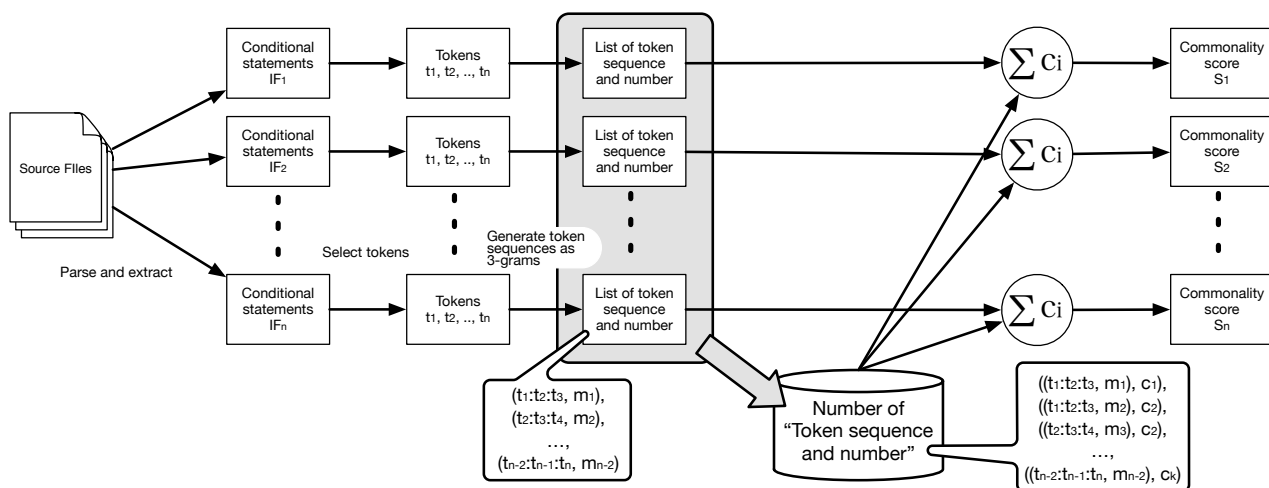 Conditional
statements
IF1
Tokens
t1, t2, .., tn
List of token
sequence
and number
∑ Ci
Commonality
score
S1
Source FIles
Conditional
statements
IF2
Tokens
t1, t2, .., tn
List of token
sequence
and number
∑ Ci
Commonality
score
S2
Parse and extract
Select tokens
Generate token
sequences as
3-grams
Conditional
statements
IFn
Tokens
t1, t2, .., tn
List of token
sequence
and number
∑ Ci
Commonality
score
Sn
(t1:t2:t3, m1),
(t2:t3:t4, m2),
...,
(tn-2:tn-1:tn, mn-2)
Number of
“Token sequence
and number”
((t1:t2:t3, m1), c1),
((t1:t2:t3, m2), c2),
((t2:t3:t4, m3), c2),
...,
((tn-2:tn-1:tn, mn-2), ck)